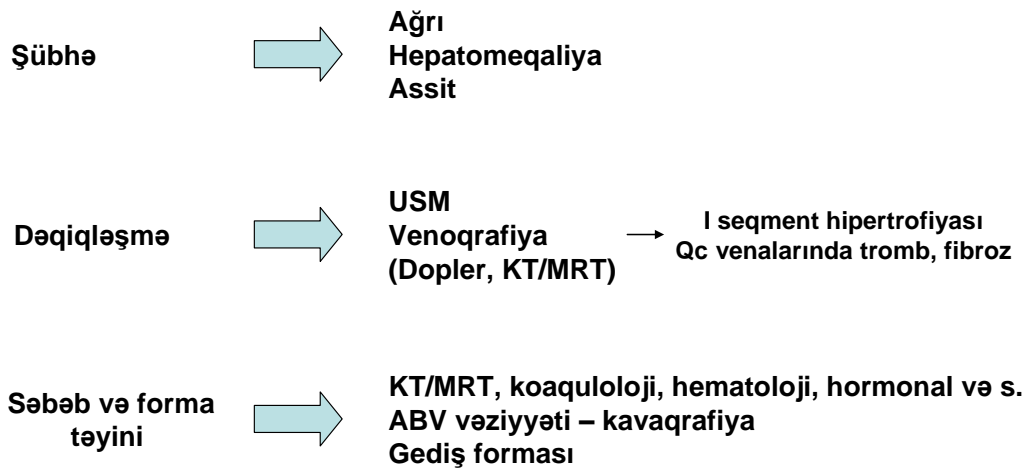 Şübhə
Ağrı
Hepatomeqaliya
Assit
Dəqiqləşmə
USM
Venoqrafiya
(Dopler, KT/MRT)
I seqment hipertrofiyası
Qc venalarında tromb, fibroz
Səbəb və forma
təyini
KT/MRT, koaquloloji, hematoloji, hormonal və s.
ABV vəziyyəti – kavaqrafiya
Gediş forması